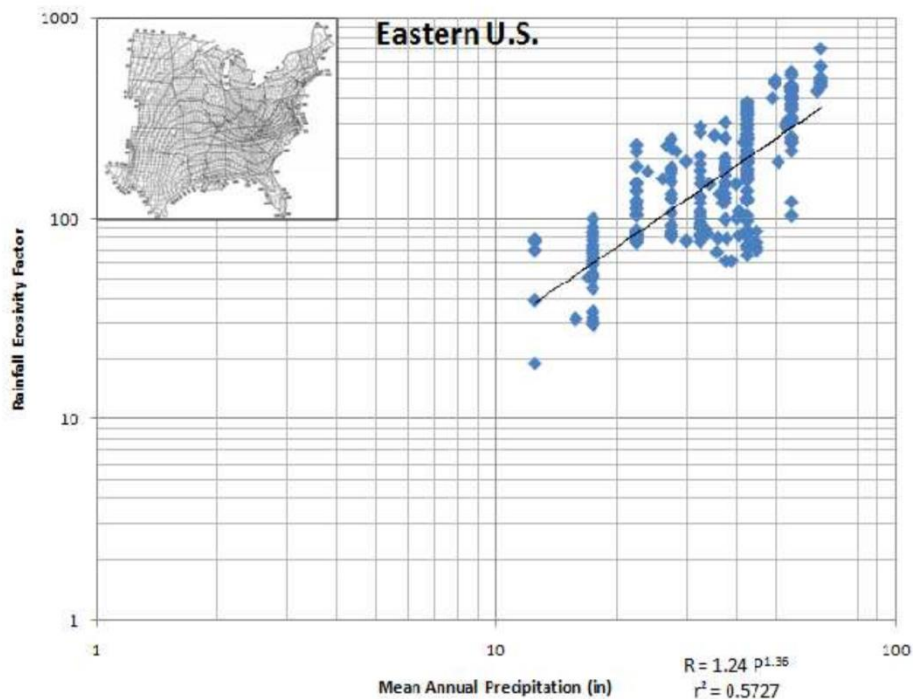 Eastern U.S.
1000
100
10
1
1
10
100
Rainfall Erosivity Factor
Mean Annual Precipitation (in)
R = 1.24 P^1.36
r² = 0.5727